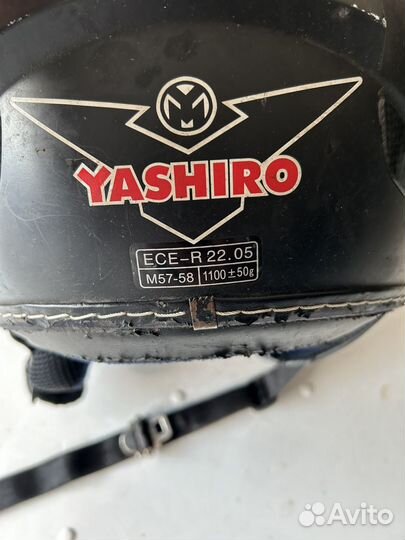 YASHIRO
ECE-R 22.05
M57-58 1100±50g
Avito